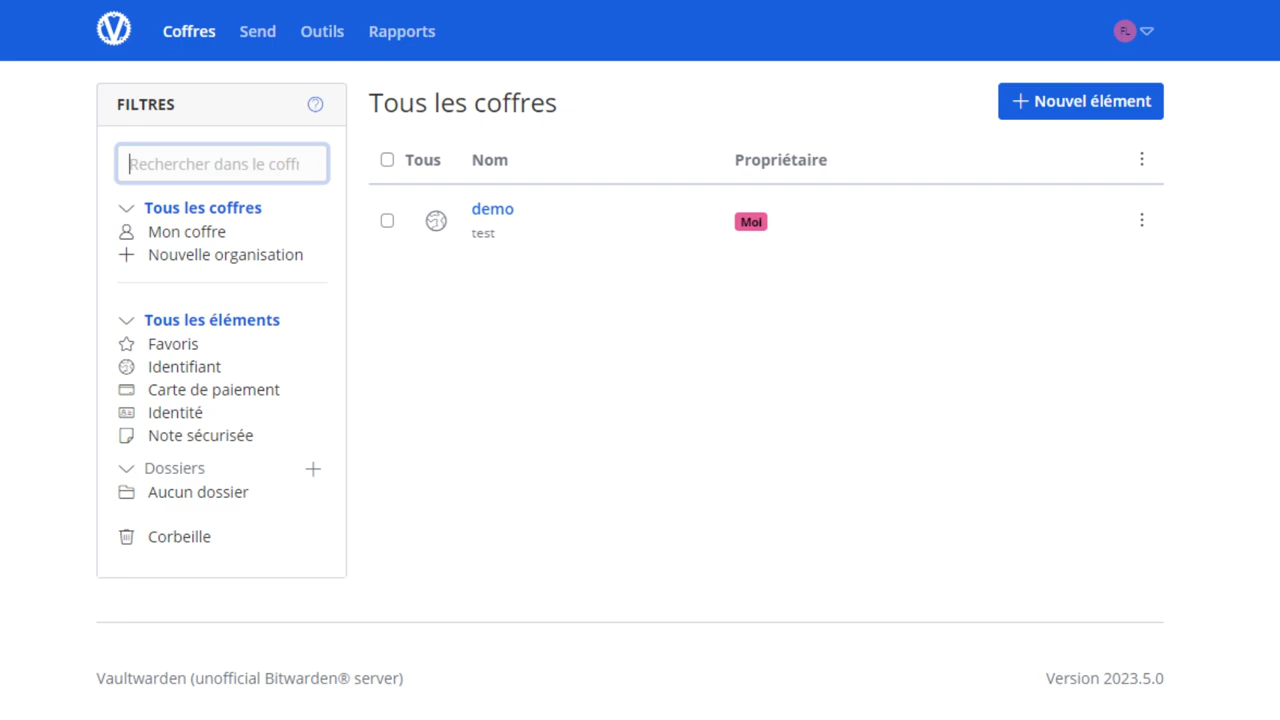 Coffres Send Outils Rapports FL
FILTRES
Rechercher dans le coffr
Tous les coffres
Mon coffre
Nouvelle organisation
Tous les éléments
Favoris
Identifiant
Carte de paiement
Identité
Note sécurisée
Dossiers
Aucun dossier
Corbeille
Tous les coffres
Nouvel élément
Tous Nom Propriétaire
demo
test
Moi
Vaultwarden (unofficial Bitwarden® server)
Version 2023.5.0